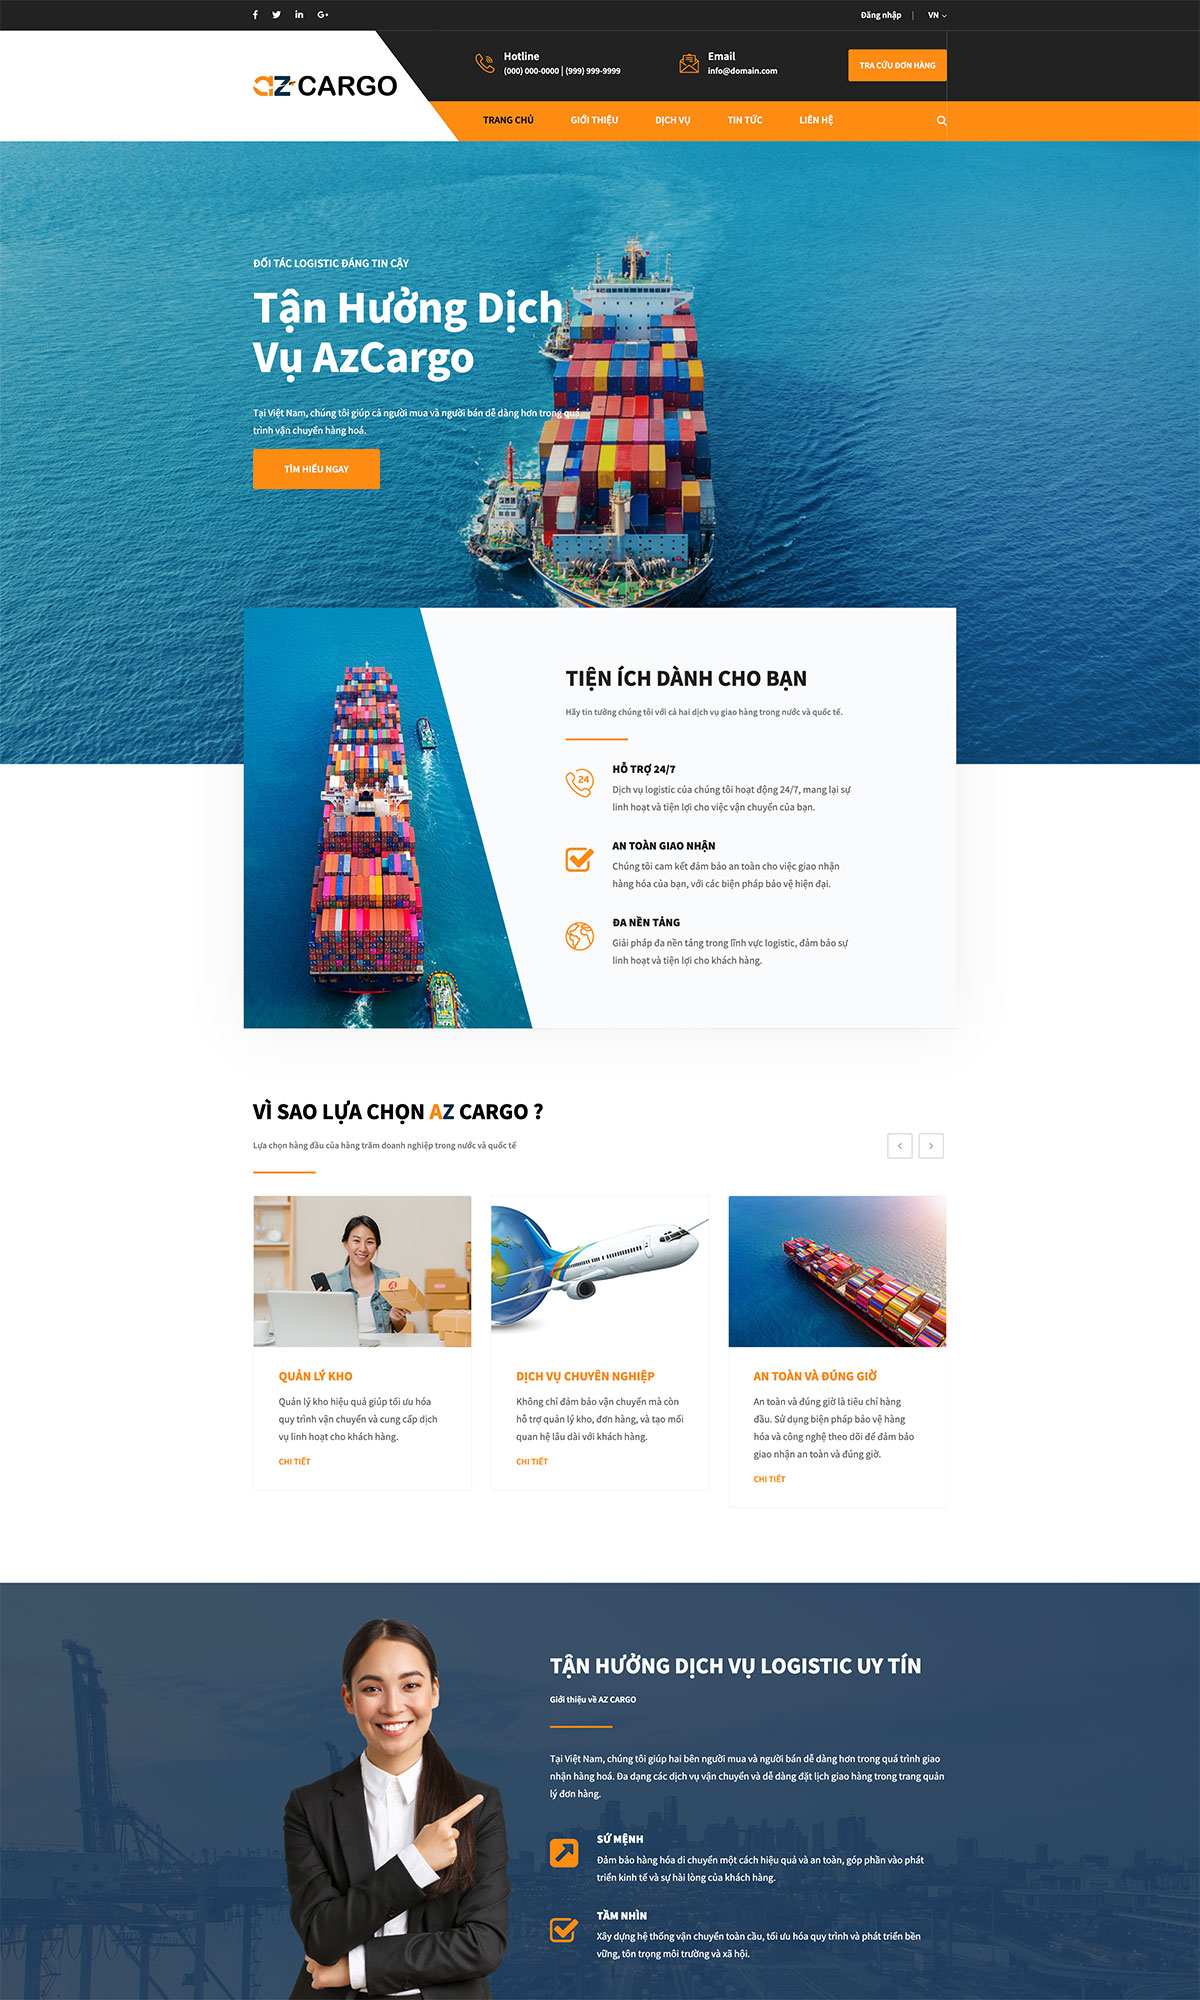 Đăng nhập | VN
AZ CARGO
Hotline
(000) 000-0000 | (999) 999-9999
Email
info@domain.com
TRA CỨU ĐƠN HÀNG
TRANG CHỦ GIỚI THIỆU DỊCH VỤ TIN TỨC LIÊN HỆ
ĐỐI TÁC LOGISTIC ĐÁNG TIN CẬY
Tận Hưởng Dịch
Vụ AzCargo
Tại Việt Nam, chúng tôi giúp cả người mua và người bán dễ dàng hơn trong quá
trình vận chuyển hàng hoá.
TÌM HIỂU NGAY
TIỆN ÍCH DÀNH CHO BẠN
Hãy tin tưởng chúng tôi với cả hai dịch vụ giao hàng trong nước và quốc tế.
24
HỖ TRỢ 24/7
Dịch vụ logistic của chúng tôi hoạt động 24/7, mang lại sự
linh hoạt và tiện lợi cho việc vận chuyển của bạn.
AN TOÀN GIAO NHẬN
Chúng tôi cam kết đảm bảo an toàn cho việc giao nhận
hàng hóa của bạn, với các biện pháp bảo vệ hiện đại.
ĐA NỀN TẢNG
Giải pháp đa nền tảng trong lĩnh vực logistic, đảm bảo sự
linh hoạt và tiện lợi cho khách hàng.
VÌ SAO LỰA CHỌN AZ CARGO ?
Lựa chọn hàng đầu của hàng trăm doanh nghiệp trong nước và quốc tế
QUẢN LÝ KHO
Quản lý kho hiệu quả giúp tối ưu hóa
quy trình vận chuyển và cung cấp dịch
vụ linh hoạt cho khách hàng.
CHI TIẾT
DỊCH VỤ CHUYÊN NGHIỆP
Không chỉ đảm bảo vận chuyển mà còn
hỗ trợ quản lý kho, đơn hàng, và tạo mối
quan hệ lâu dài với khách hàng.
CHI TIẾT
AN TOÀN VÀ ĐÚNG GIỜ
An toàn và đúng giờ là tiêu chí hàng
đầu. Sử dụng biện pháp bảo vệ hàng
hóa và công nghệ theo dõi để đảm bảo
giao nhận an toàn và đúng giờ.
CHI TIẾT
TẬN HƯỞNG DỊCH VỤ LOGISTIC UY TÍN
Giới thiệu về AZ CARGO
Tại Việt Nam, chúng tôi giúp hai bên người mua và người bán dễ dàng hơn trong quá trình giao
nhận hàng hoá. Đa dạng các dịch vụ vận chuyển và dễ dàng đặt lịch giao hàng trong trang quản
lý đơn hàng.
SỨ MỆNH
Đảm bảo hàng hóa di chuyển một cách hiệu quả và an toàn, góp phần vào phát
triển kinh tế và sự hài lòng của khách hàng.
TẦM NHÌN
Xây dựng hệ thống vận chuyển toàn cầu, tối ưu hóa quy trình và phát triển bền
vững, tôn trọng môi trường và xã hội.